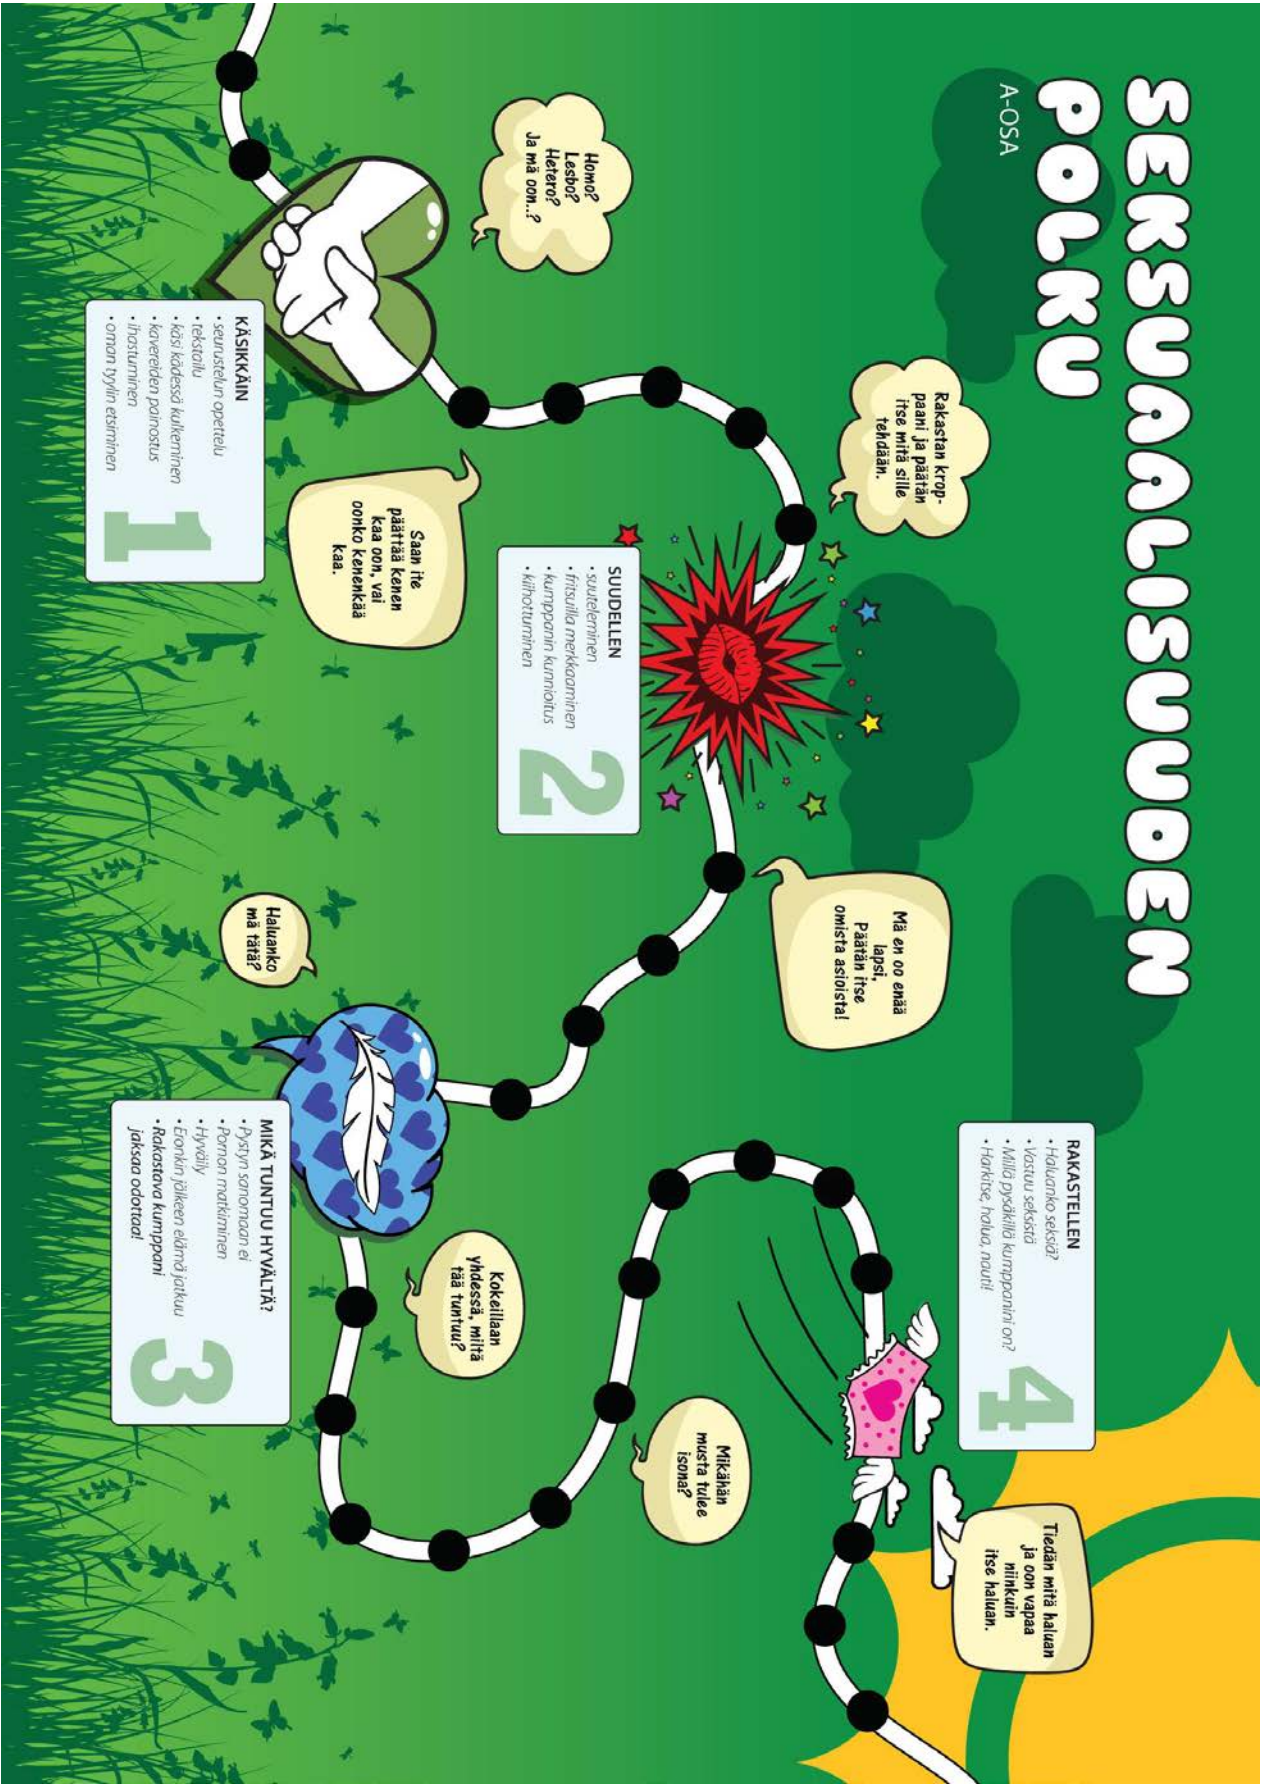 SEKSUAALISUUDEN
POLKU
A-OSA
Homo?
Lesbo?
Hetero?
Ja mä oon..?
KÄSIKKÄIN
• seurustelun opettelu
• tekstailu
• käsi kädessä kulkeminen
• kavereiden painostus
• ihastuminen
• oman tyylin etsiminen
1
Rakastan krop-
paani ja päätän
itse mitä sille
tehdään.
Saan ite
päättää kenen
kaa oon, vai
oonko kenenkää
kaa.
SUUDELLEN
• suuteleminen
• fritsuilla merkkaaminen
• kumppanin kunnioitus
• kiihottuminen
2
Mä en oo enää
lapsi,
Päätän itse
omista asioista!
Haluanko
mä tätä?
MIKÄ TUNTUU HYVÄLTÄ?
• Pystyn sanomaan ei
• Pornon matkiminen
• Hyväily
• Eronkin jälkeen elämä jatkuu
• Rakastava kumppani
jaksaa odottaa!
3
Kokeillaan
yhdessä, miltä
tää tuntuu?
Mikähän
musta tulee
isona?
RAKASTELLEN
• Haluanko seksiä?
• Vastuu seksistä
• Millä pysäkillä kumppanini on?
• Harkitse, halua, nauti!
4
Tiedän mitä haluan
ja oon vapaa
niinkuin
itse haluan.